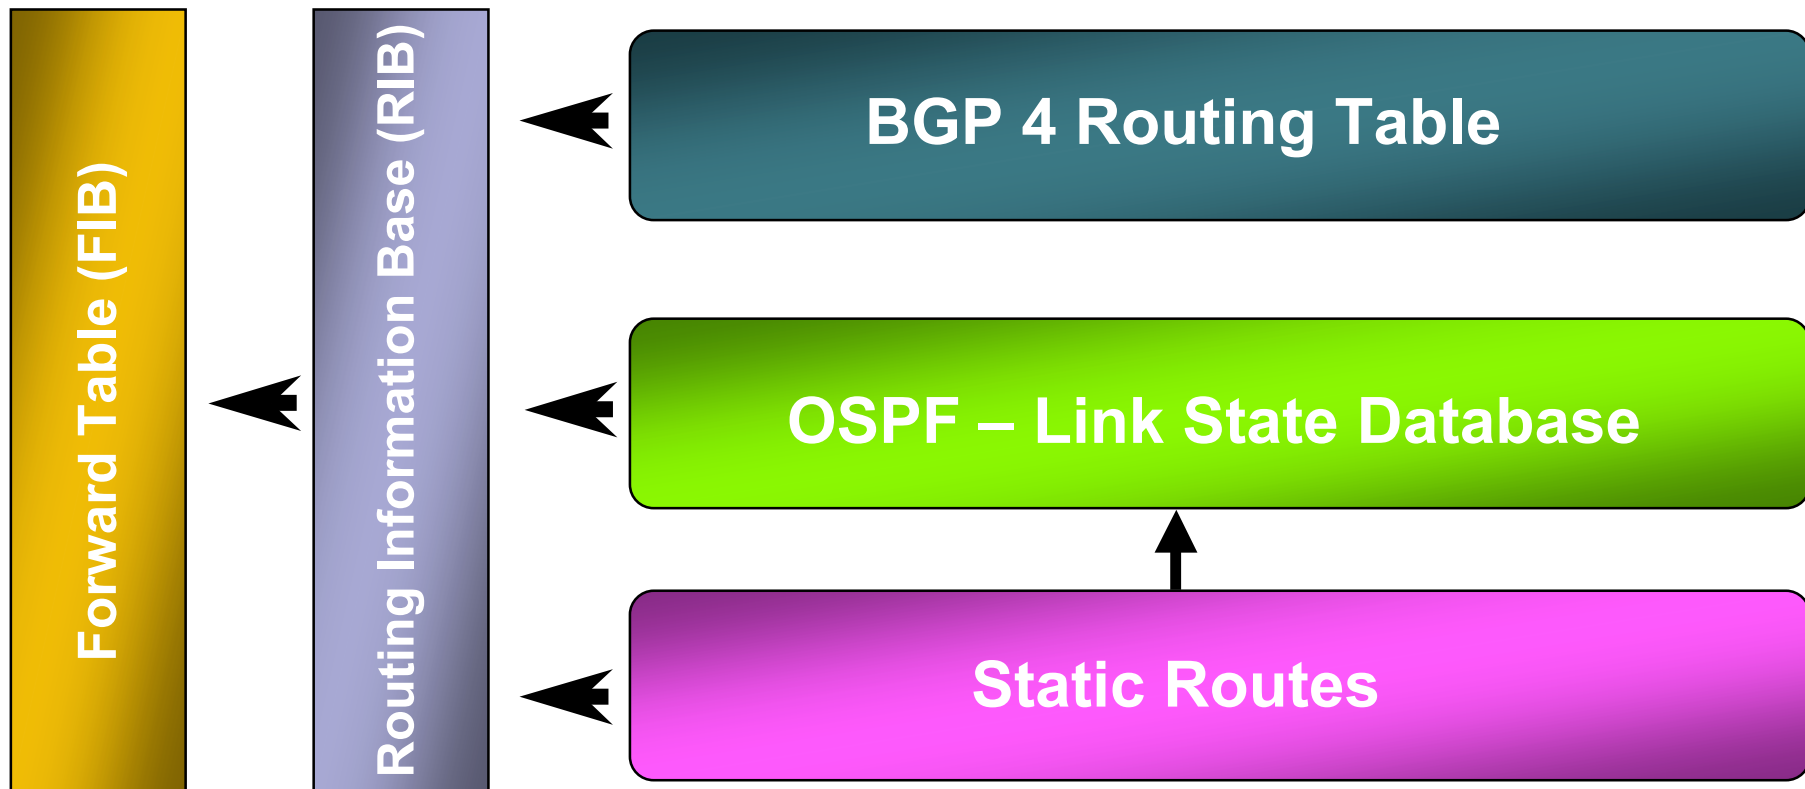 Forward Table (FIB)
Routing Information Base (RIB)
BGP 4 Routing Table
OSPF – Link State Database
Static Routes